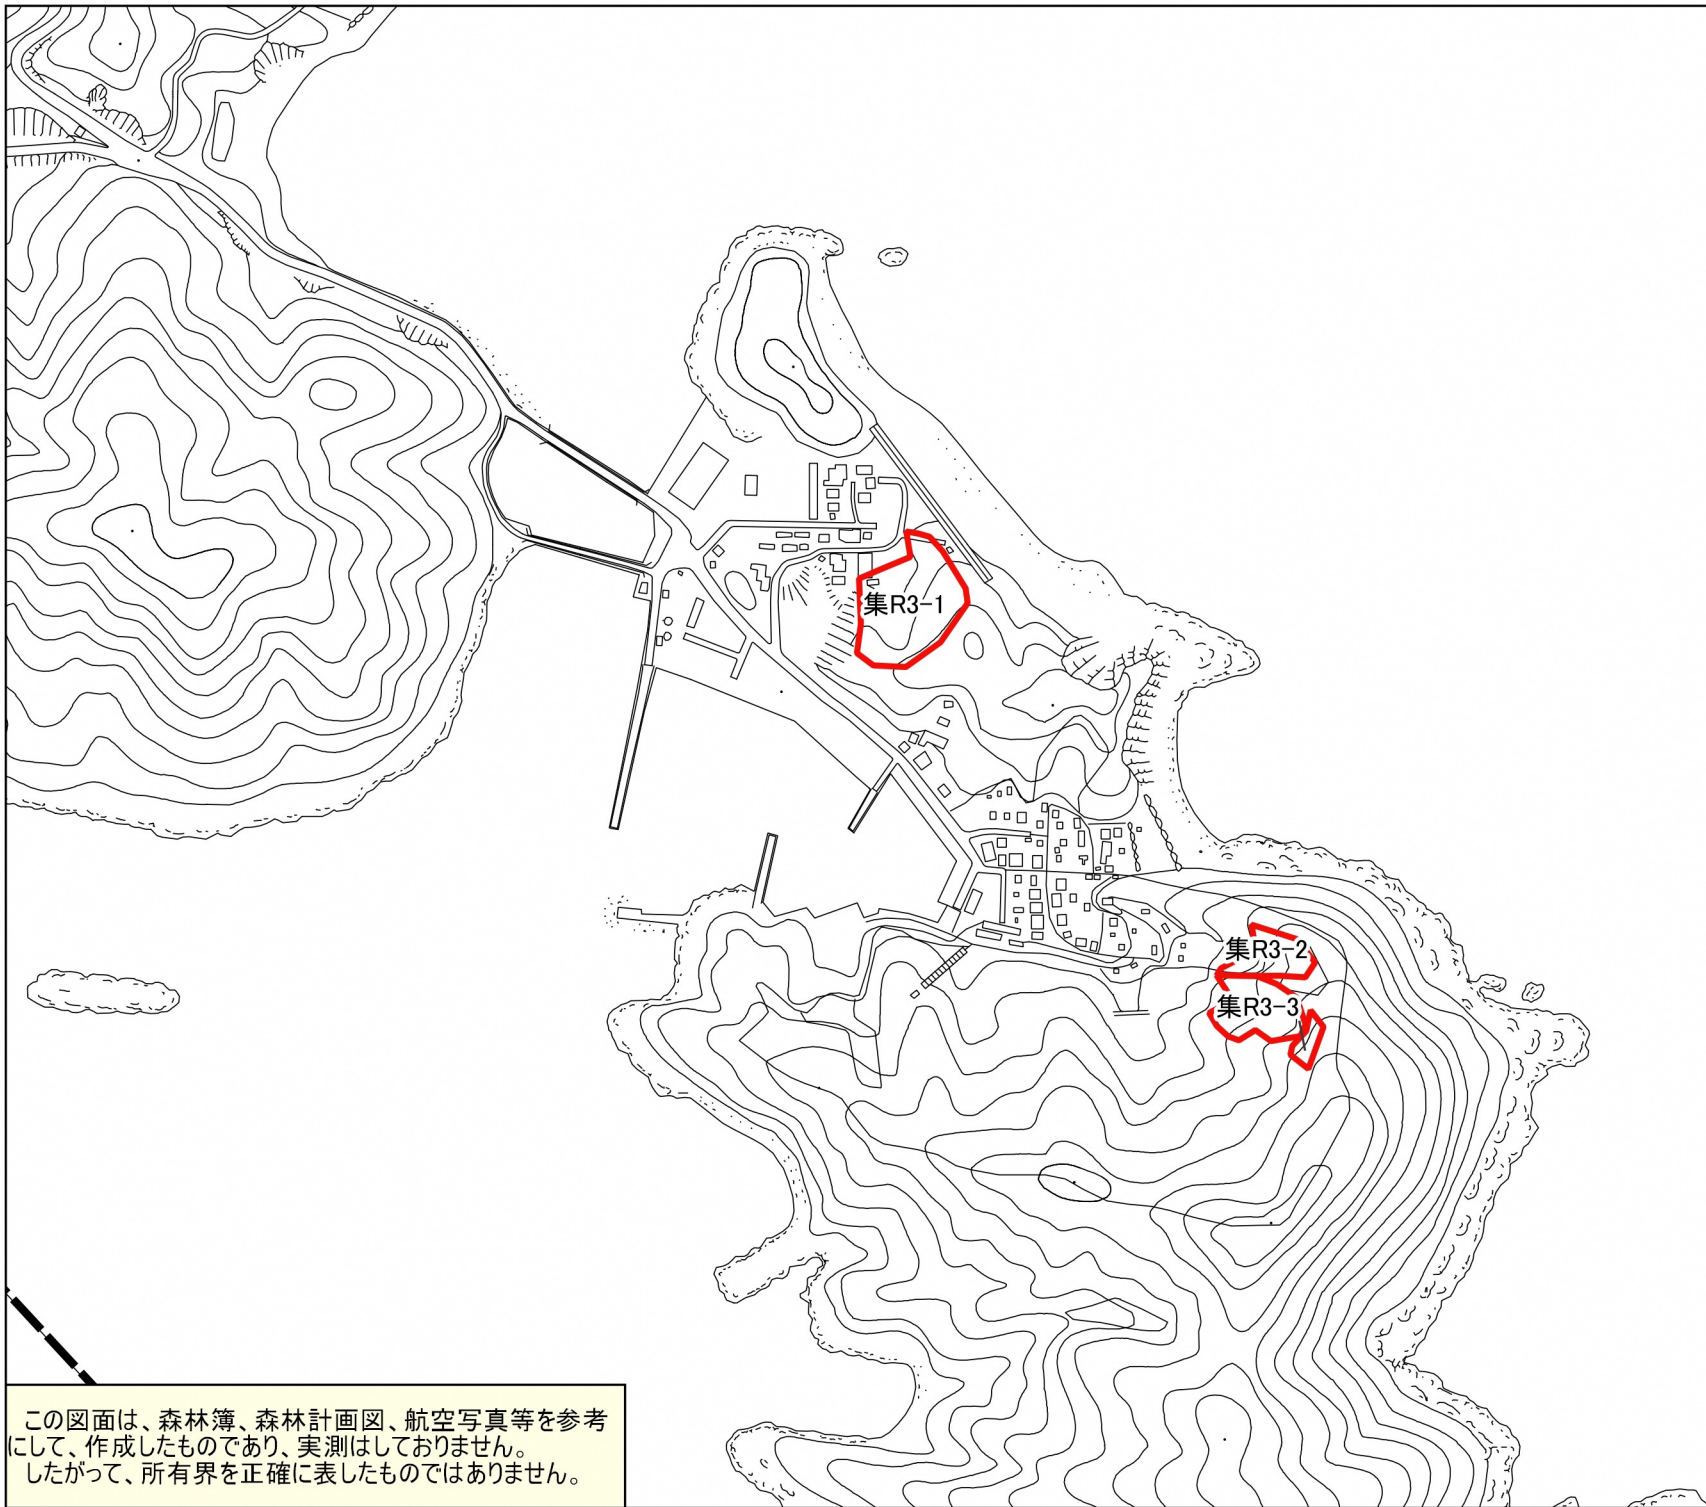 集R3-1
集R3-2
集R3-3
この図面は、森林簿、森林計画図、航空写真等を参考
にして、作成したものであり、実測はしておりません。
したがって、所有界を正確に表したものではありません。